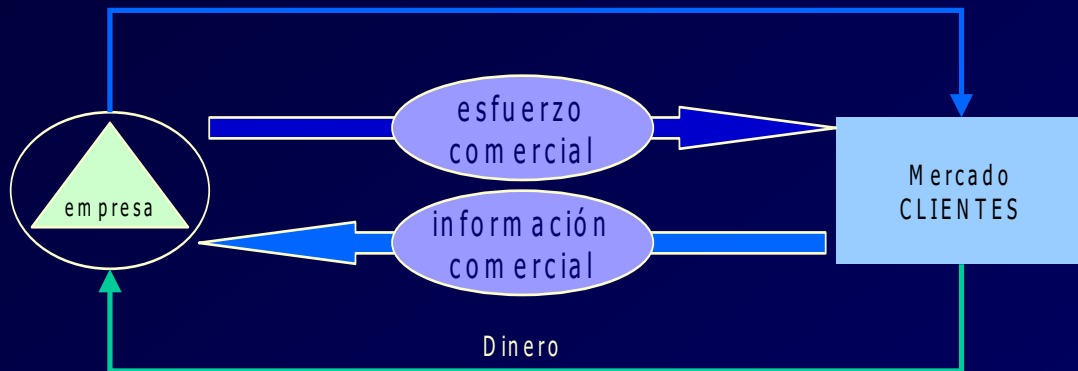 esfuerzo
comercial
Mercado
CLIENTES
empresa
información
comercial
Dinero